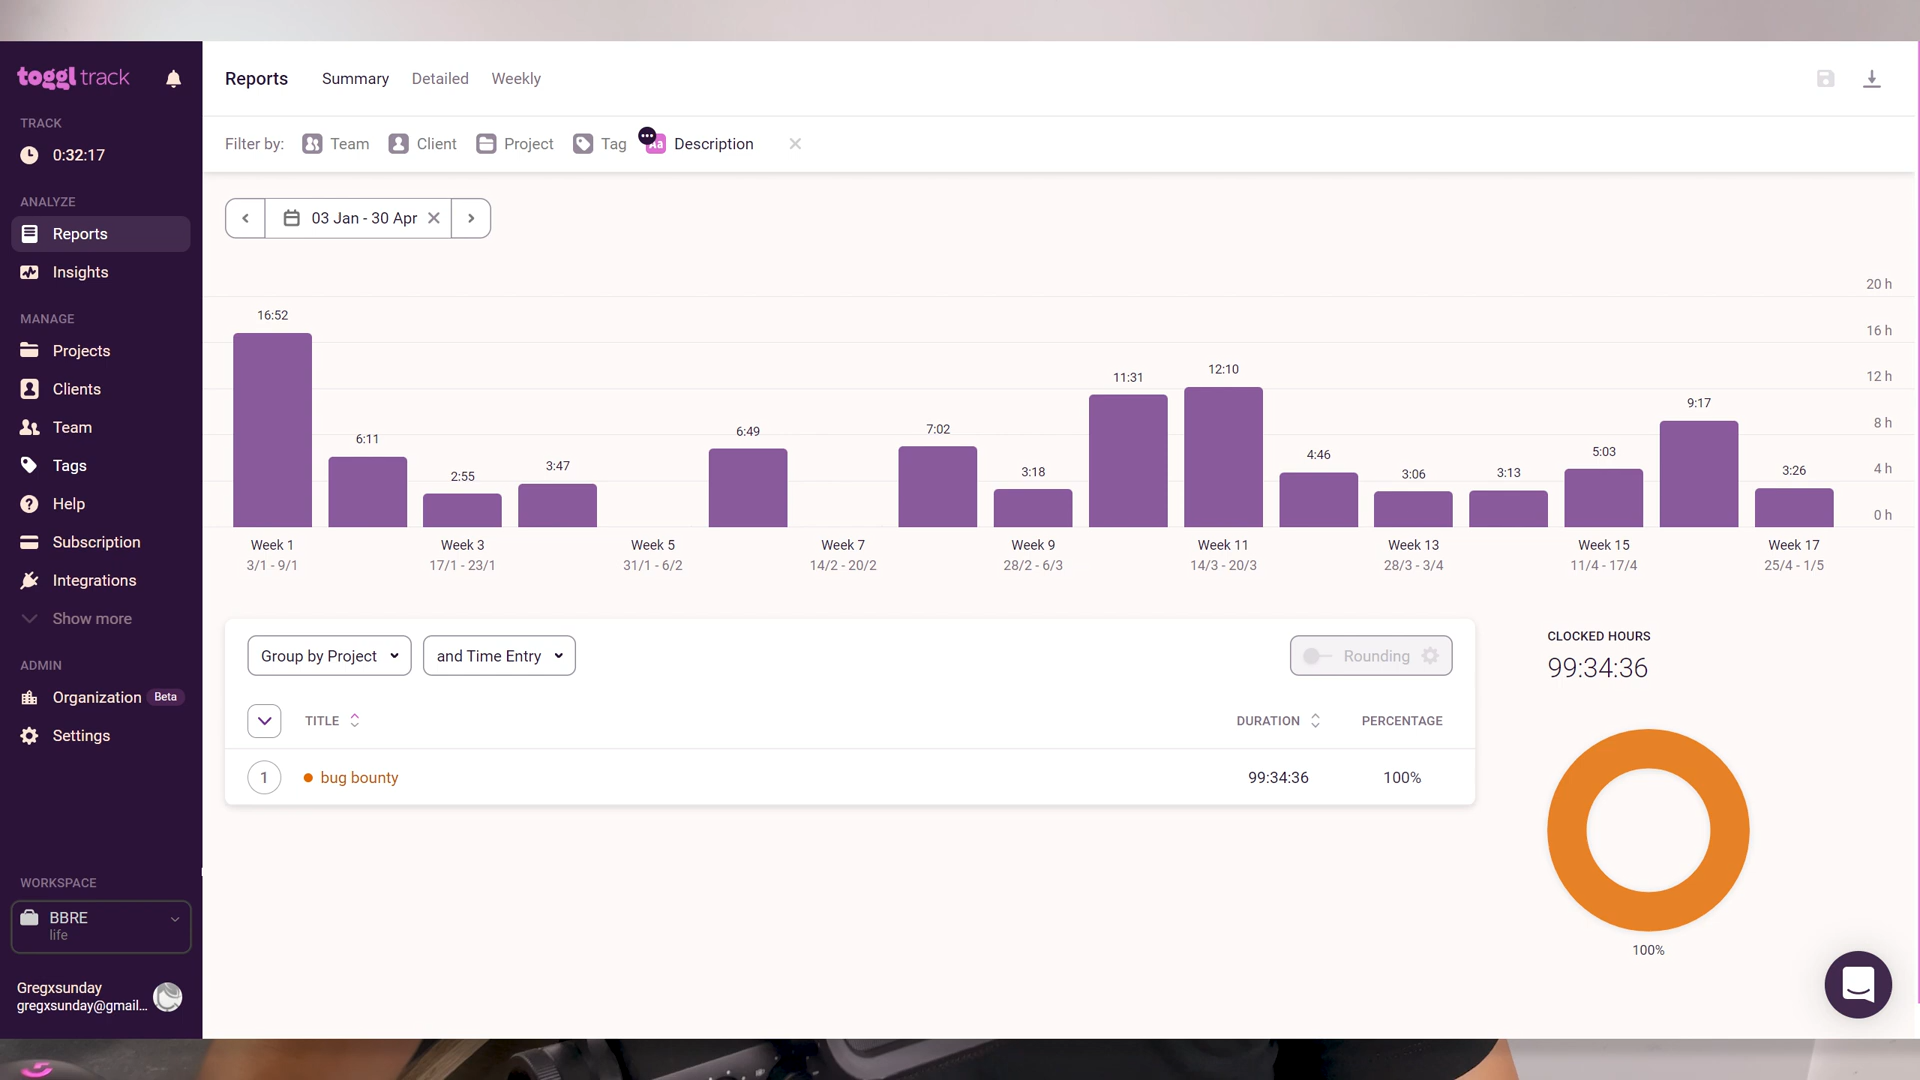 toggl track
TRACK
0:32:17
ANALYZE
Reports
Insights
MANAGE
Projects
Clients
Team
Tags
Help
Subscription
Integrations
Show more
ADMIN
Organization Beta
Settings
WORKSPACE
BBRE
life
Gregxsunday
gregxsunday@gmail...
Reports Summary Detailed Weekly
Filter by: Team Client Project Tag Aa Description
03 Jan - 30 Apr
20 h
16 h
12 h
8 h
4 h
0 h
16:52
6:11
2:55
3:47
6:49
7:02
3:18
11:31
12:10
4:46
3:06
3:13
5:03
9:17
3:26
Week 1 Week 3 Week 5 Week 7 Week 9 Week 11 Week 13 Week 15 Week 17
3/1 - 9/1 17/1 - 23/1 31/1 - 6/2 14/2 - 20/2 28/2 - 6/3 14/3 - 20/3 28/3 - 3/4 11/4 - 17/4 25/4 - 1/5
Group by Project and Time Entry Rounding
TITLE DURATION PERCENTAGE
1 bug bounty 99:34:36 100%
CLOCKED HOURS
99:34:36
100%